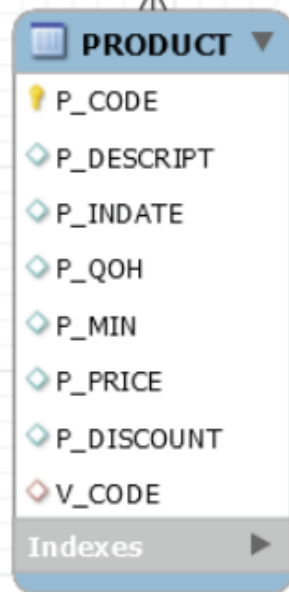 PRODUCT
P_CODE
P_DESCRIPT
P_INDATE
P_QOH
P_MIN
P_PRICE
P_DISCOUNT
V_CODE
Indexes